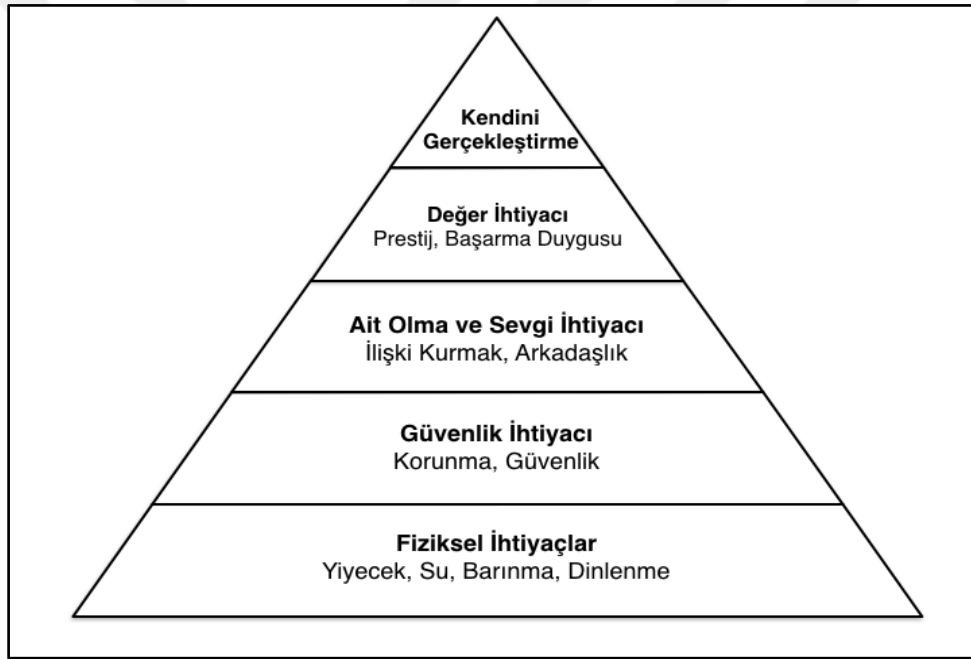 Kendini
Gerçekleştirme
Değer İhtiyacı
Prestij, Başarma Duygusu
Ait Olma ve Sevgi İhtiyacı
İlişki Kurmak, Arkadaşlık
Güvenlik İhtiyacı
Korunma, Güvenlik
Fiziksel İhtiyaçlar
Yiyecek, Su, Barınma, Dinlenme